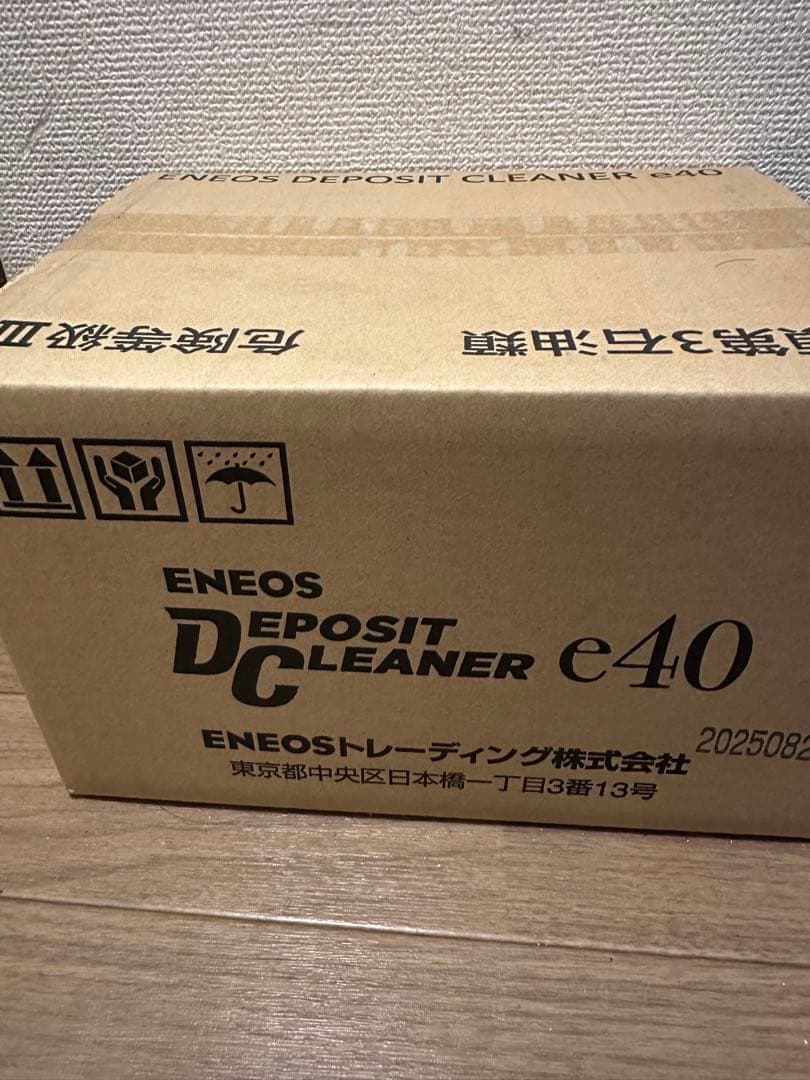 ENEOS DEPOSIT CLEANER e40
危険等級Ⅲ
第3石油類
ENEOS
DEPOSIT
CLEANER e40
ENEOSトレーディング株式会社
2025082
東京都中央区日本橋一丁目3番13号